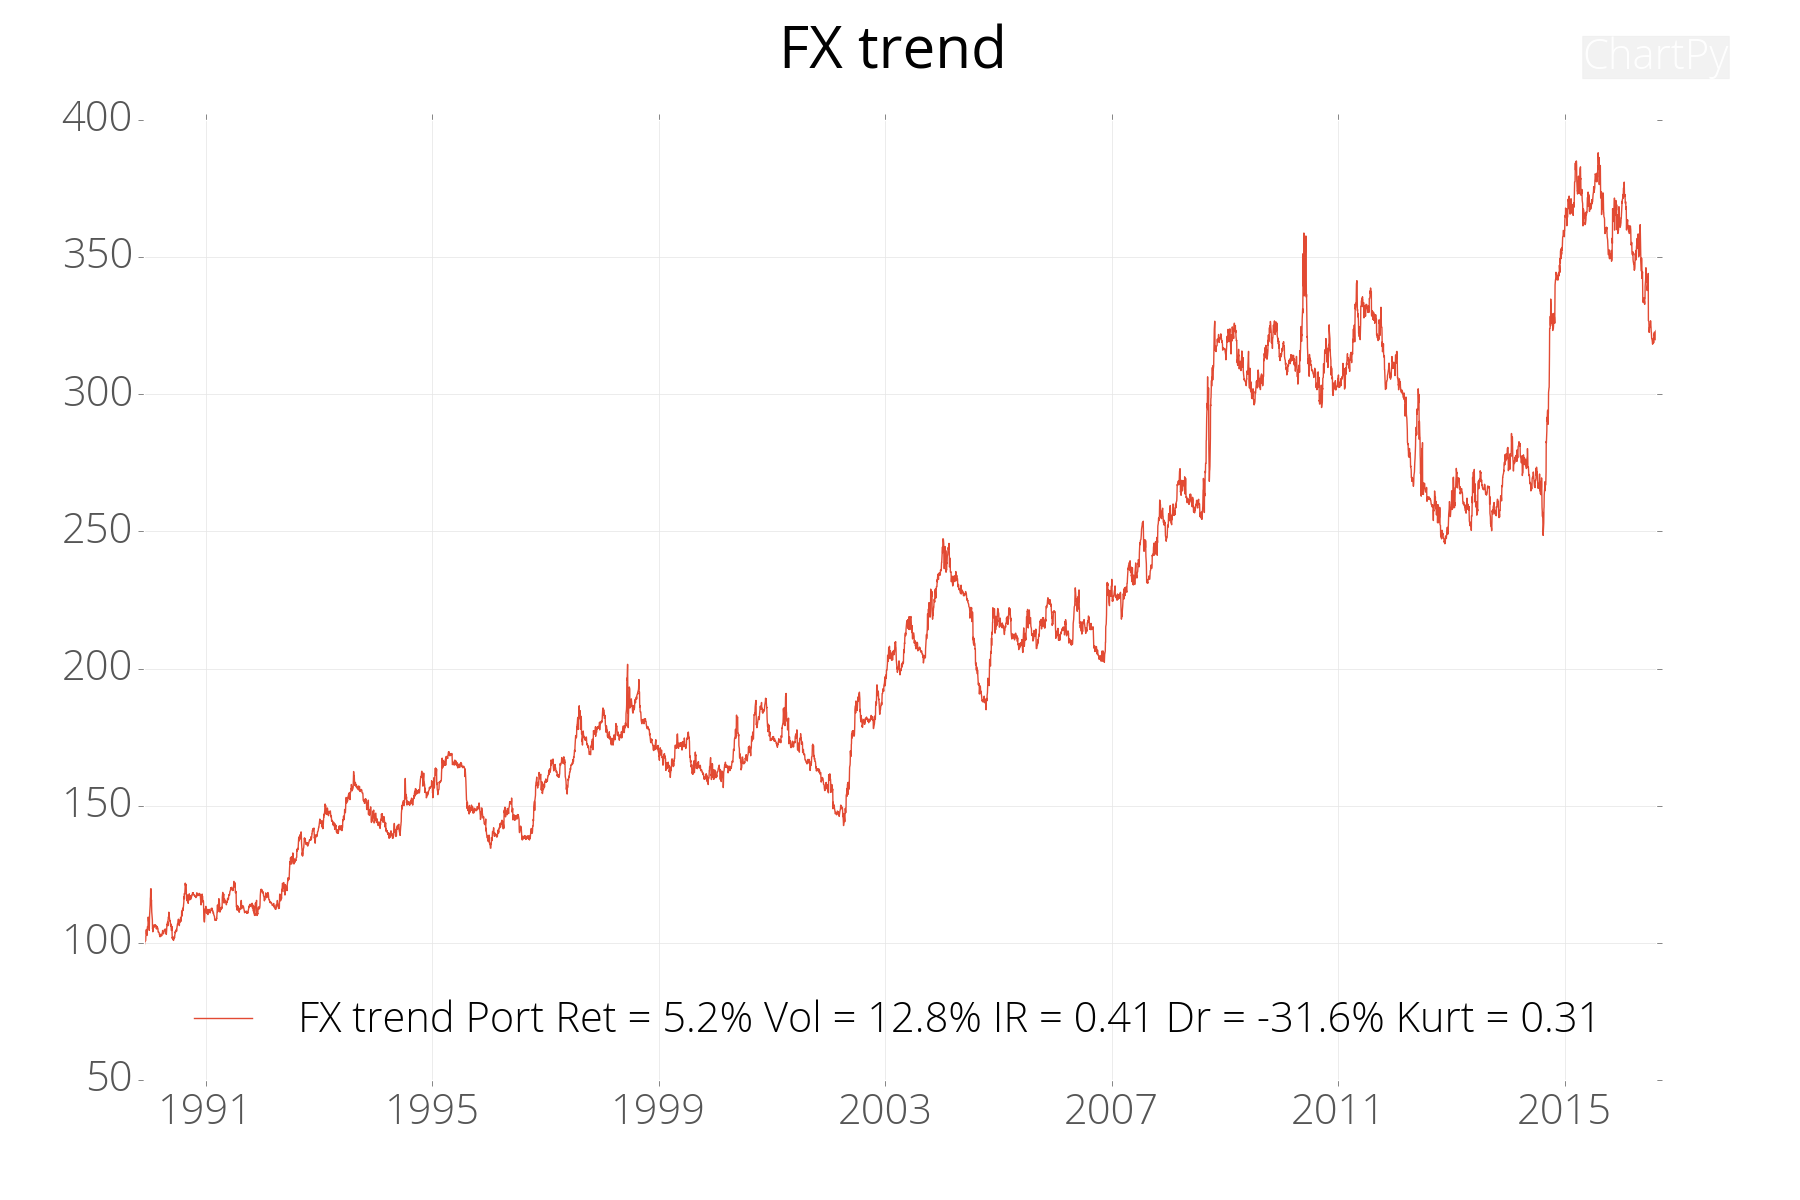 FX trend
ChartPy
400
350
300
250
200
150
100
50
FX trend Port Ret = 5.2% Vol = 12.8% IR = 0.41 Dr = -31.6% Kurt = 0.31
1991 1995 1999 2003 2007 2011 2015